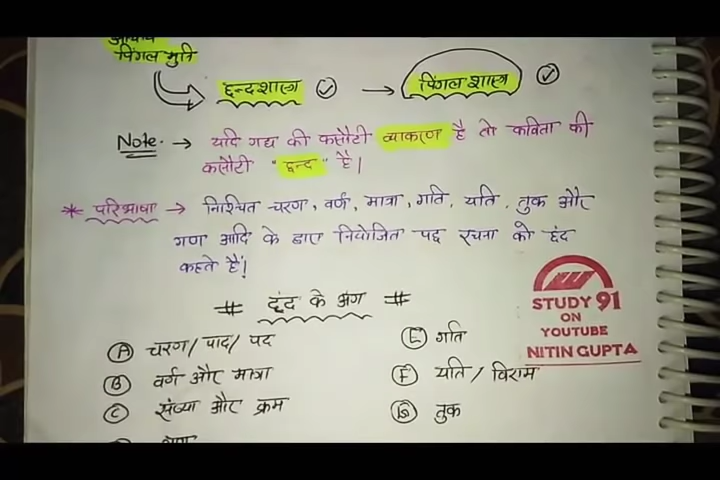 आचार्य
पिंगल मुनि
छन्दशास्त्र → पिंगल शास्त्र
Note. → यदि गद्य की कसौटी व्याकरण है तो कविता की
कसौटी "छन्द" है।
* परिभाषा → निश्चित चरण, वर्ण, मात्रा, गति, यति, तुक और
गण आदि के द्वारा नियोजित पद्य रचना को छंद
कहते हैं!
# छंद के अंग #
(A) चरण/ पाद/ पद
(B) वर्ण और मात्रा
(C) संख्या और क्रम
(E) गति
(F) यति / विराम
(G) तुक
STUDY 91
ON
YOUTUBE
NITIN GUPTA